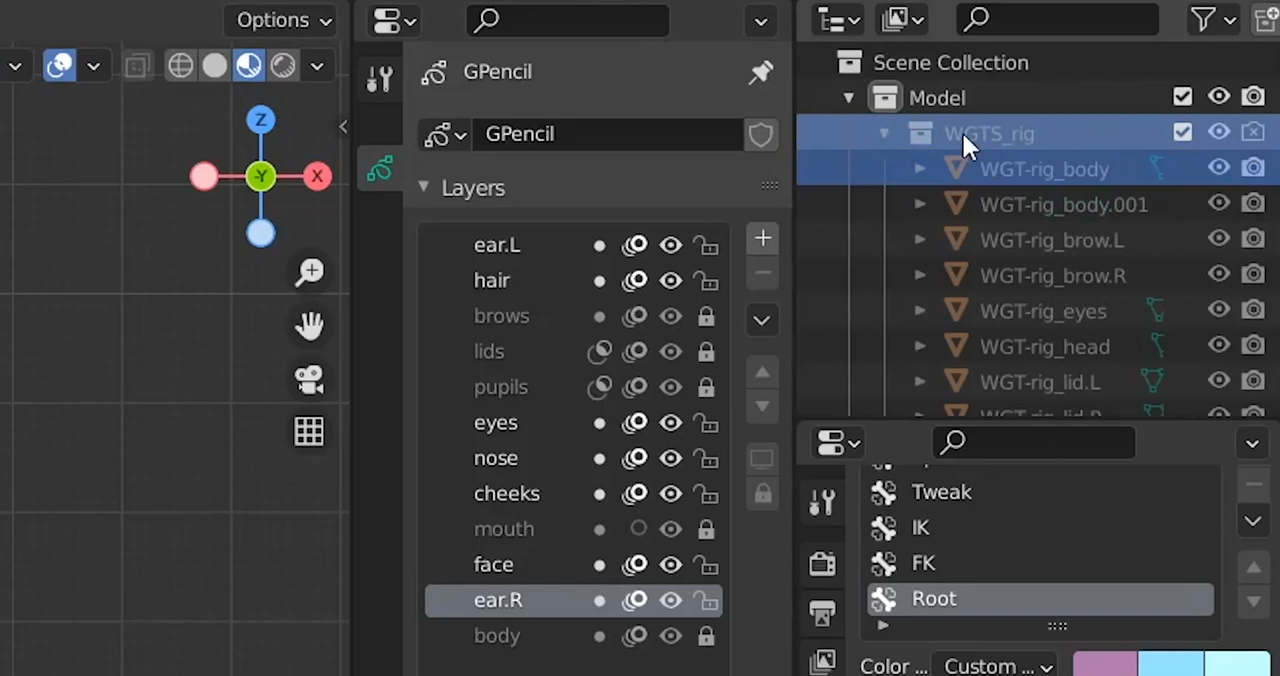 Options
Z
-Y
X
GPencil
GPencil
Layers
ear.L
hair
brows
lids
pupils
eyes
nose
cheeks
mouth
face
ear.R
body
Scene Collection
Model
WGTS_rig
WGT-rig_body
WGT-rig_body.001
WGT-rig_brow.L
WGT-rig_brow.R
WGT-rig_eyes
WGT-rig_head
WGT-rig_lid.L
WGT-rig_lid.R
Tweak
IK
FK
Root
Color ...
Custom ...